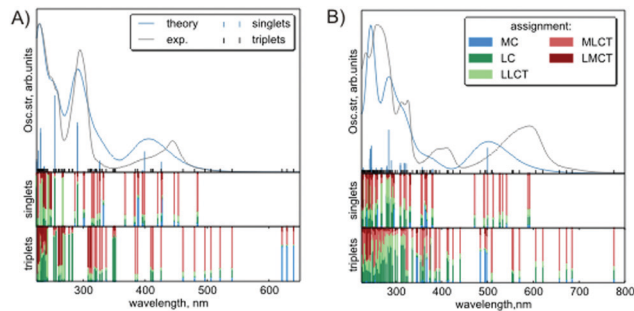 A)
theory
singlets
exp.
triplets
Osc.str, arb.units
singlets
triplets
300
400
500
600
wavelength, nm
B)
assignment:
MC
MLCT
LC
LMCT
LLCT
Osc.str, arb.units
singlets
triplets
300
400
500
600
700
800
wavelength,nm